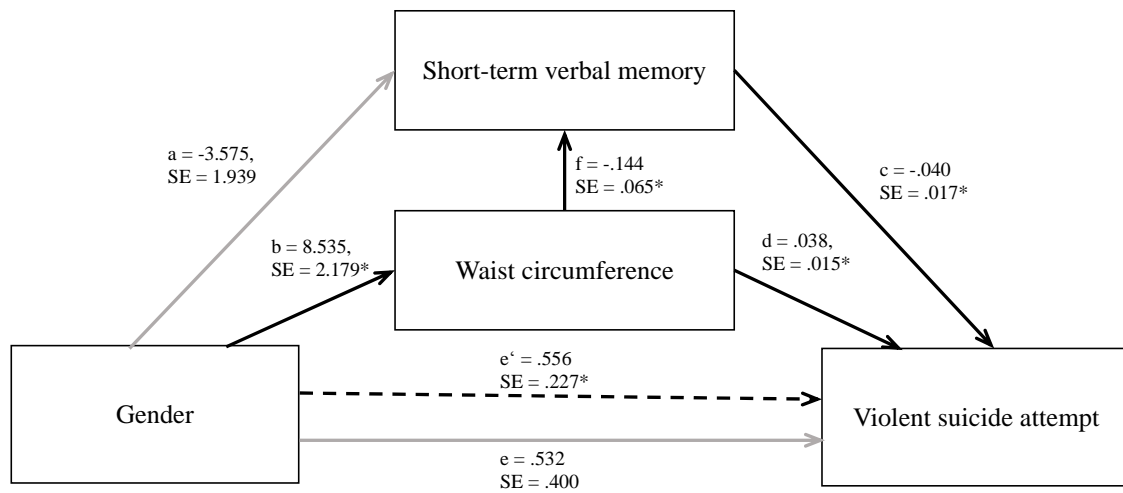 Short-term verbal memory
a = -3.575,
SE = 1.939
f = -.144
SE = .065*
c = -.040
SE = .017*
b = 8.535,
SE = 2.179*
Waist circumference
d = .038,
SE = .015*
Gender
e‘ = .556
SE = .227*
Violent suicide attempt
e = .532
SE = .400